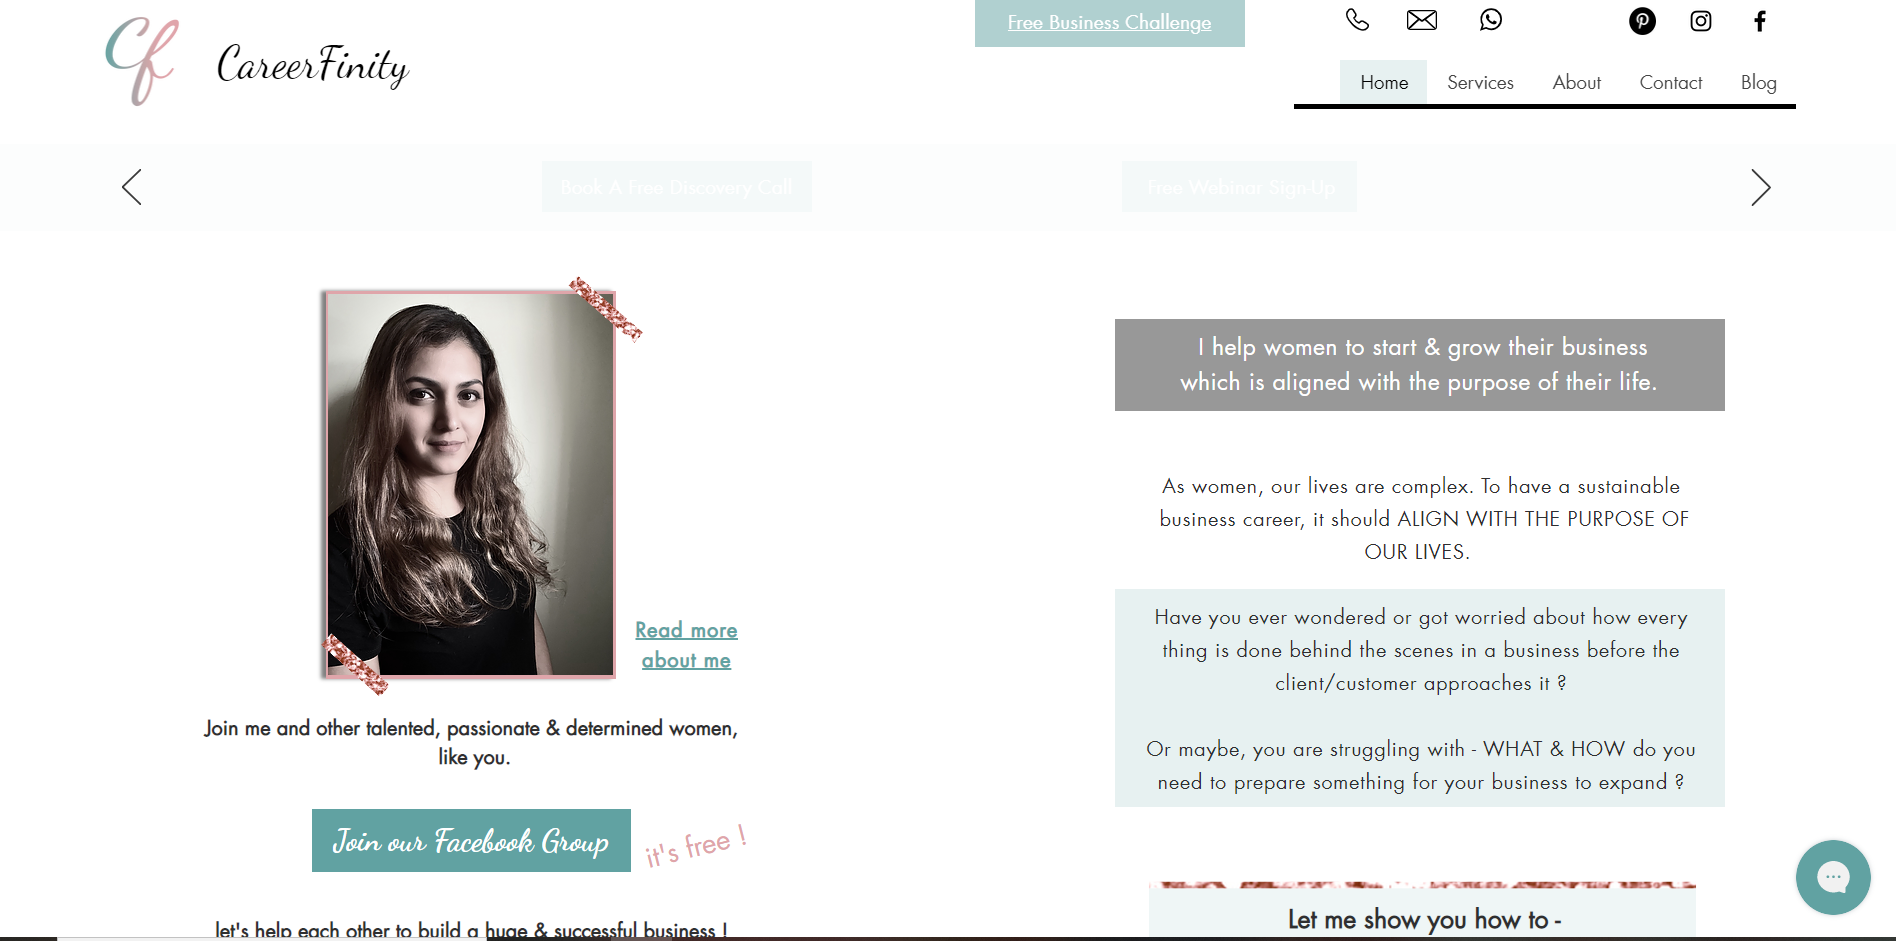 Cf
CareerFinity
Free Business Challenge
Home Services About Contact Blog
Book A Free Discovery Call
Free Webinar Sign-Up
Read more
about me
Join me and other talented, passionate & determined women,
like you.
Join our Facebook Group
it's free !
let's help each other to build a huge & successful business !
I help women to start & grow their business
which is aligned with the purpose of their life.
As women, our lives are complex. To have a sustainable
business career, it should ALIGN WITH THE PURPOSE OF
OUR LIVES.
Have you ever wondered or got worried about how every
thing is done behind the scenes in a business before the
client/customer approaches it ?
Or maybe, you are struggling with - WHAT & HOW do you
need to prepare something for your business to expand ?
Let me show you how to -